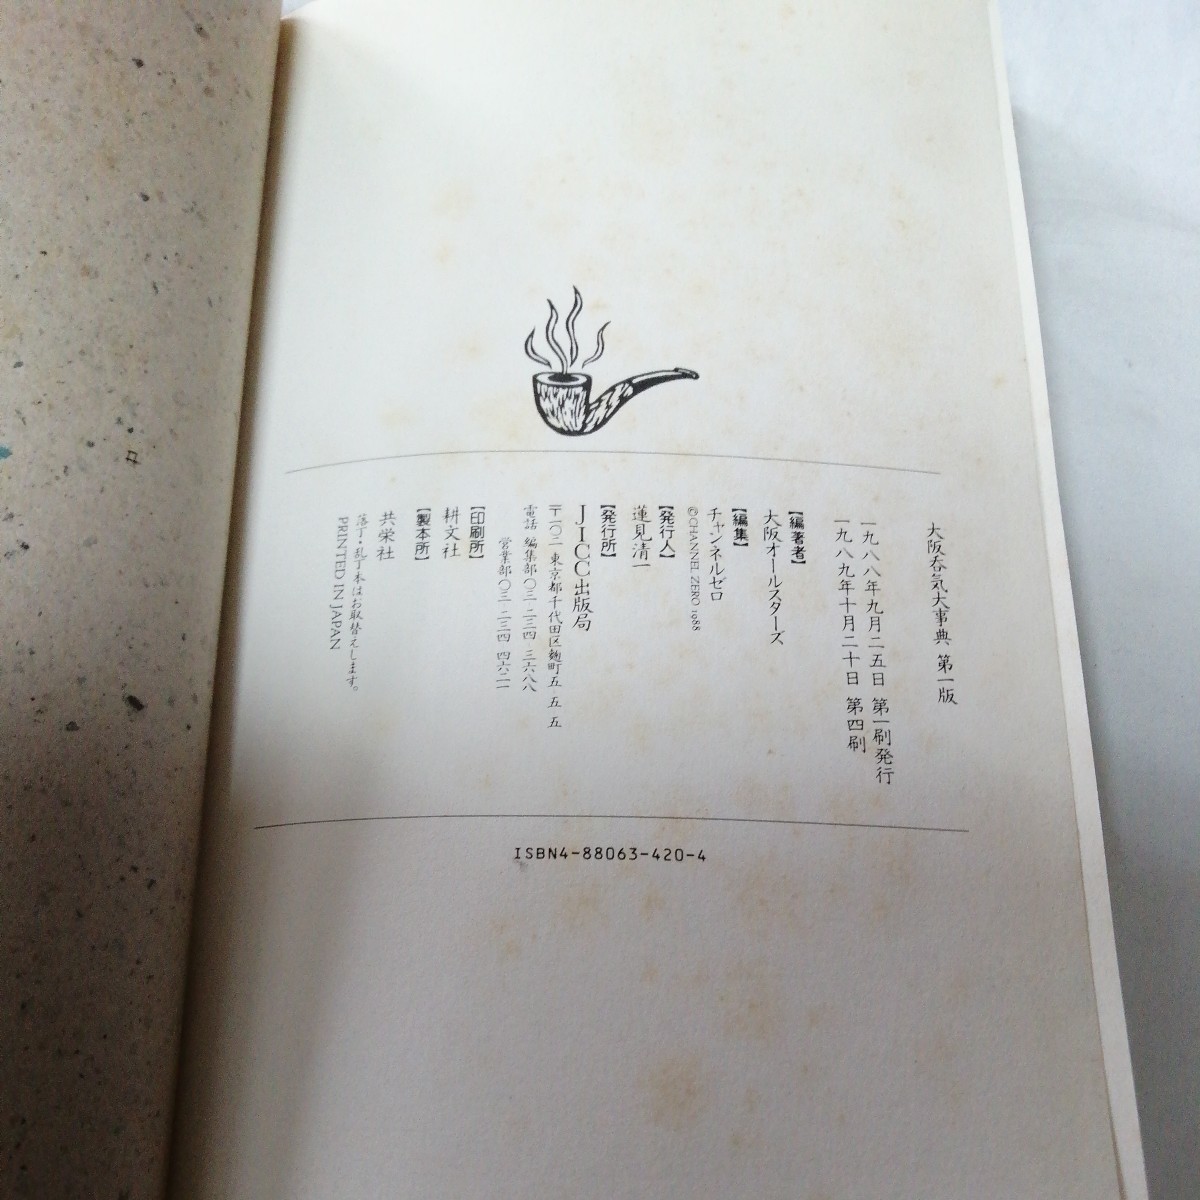 大阪呑気大事典 第一版
一九八八年九月二五日 第一刷発行
一九八九年十月二十日 第四刷
【編著者】
大阪オールスターズ
【編集】
チャンネルゼロ
© CHANNEL ZERO 1988
【発行人】
蓮見清一
【発行所】
JICC出版局
〒一〇二 東京都千代田区麹町五 五 五
電話 編集部〇三 二三四 三六八八
営業部〇三 二三四 四六二一
【印刷所】
耕文社
【製本所】
共栄社
落丁・乱丁本はお取替えします。
PRINTED IN JAPAN
ISBN4-88063-420-4